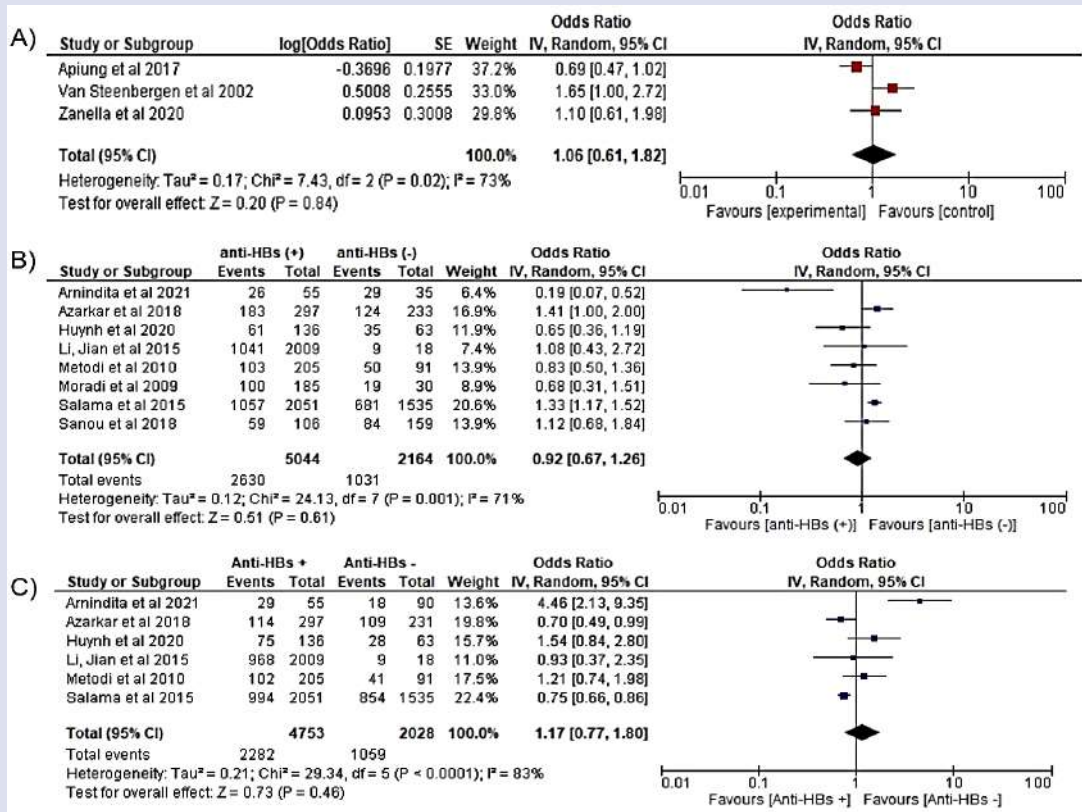 A)
Odds Ratio Odds Ratio
Study or Subgroup log[Odds Ratio] SE Weight IV, Random, 95% CI IV, Random, 95% CI
Apiung et al 2017 -0.3696 0.1977 37.2% 0.69 [0.47, 1.02]
Van Steenbergen et al 2002 0.5008 0.2555 33.0% 1.65 [1.00, 2.72]
Zanella et al 2020 0.0953 0.3008 29.8% 1.10 [0.61, 1.98]
Total (95% CI) 100.0% 1.06 [0.61, 1.82]
Heterogeneity: Tau² = 0.17; Chi² = 7.43, df = 2 (P = 0.02); I² = 73%
Test for overall effect: Z = 0.20 (P = 0.84)
0.01 0.1 1 10 100
Favours [experimental] Favours [control]
B)
anti-HBs (+) anti-HBs (-) Odds Ratio Odds Ratio
Study or Subgroup Events Total Events Total Weight IV, Random, 95% CI IV, Random, 95% CI
Arnindita et al 2021 26 55 29 35 6.4% 0.19 [0.07, 0.52]
Azarkar et al 2018 183 297 124 233 16.9% 1.41 [1.00, 2.00]
Huynh et al 2020 61 136 35 63 11.9% 0.65 [0.36, 1.19]
Li, Jian et al 2015 1041 2009 9 18 7.4% 1.08 [0.43, 2.72]
Metodi et al 2010 103 205 50 91 13.9% 0.83 [0.50, 1.36]
Moradi et al 2009 100 185 19 30 8.9% 0.68 [0.31, 1.51]
Salama et al 2015 1057 2051 681 1535 20.6% 1.33 [1.17, 1.52]
Sanou et al 2018 59 106 84 159 13.9% 1.12 [0.68, 1.84]
Total (95% CI) 5044 2164 100.0% 0.92 [0.67, 1.26]
Total events 2630 1031
Heterogeneity: Tau² = 0.12; Chi² = 24.13, df = 7 (P = 0.001); I² = 71%
Test for overall effect: Z = 0.51 (P = 0.61)
0.01 0.1 1 10 100
Favours [anti-HBs (+)] Favours [anti-HBs (-)]
C)
Anti-HBs + Anti-HBs - Odds Ratio Odds Ratio
Study or Subgroup Events Total Events Total Weight IV, Random, 95% CI IV, Random, 95% CI
Arnindita et al 2021 29 55 18 90 13.6% 4.46 [2.13, 9.35]
Azarkar et al 2018 114 297 109 231 19.8% 0.70 [0.49, 0.99]
Huynh et al 2020 75 136 28 63 15.7% 1.54 [0.84, 2.80]
Li, Jian et al 2015 968 2009 9 18 11.0% 0.93 [0.37, 2.35]
Metodi et al 2010 102 205 41 91 17.5% 1.21 [0.74, 1.98]
Salama et al 2015 994 2051 854 1535 22.4% 0.75 [0.66, 0.86]
Total (95% CI) 4753 2028 100.0% 1.17 [0.77, 1.80]
Total events 2282 1059
Heterogeneity: Tau² = 0.21; Chi² = 29.34, df = 5 (P < 0.0001); I² = 83%
Test for overall effect: Z = 0.73 (P = 0.46)
0.01 0.1 1 10 100
Favours [Anti-HBs +] Favours [Anti-HBs -]